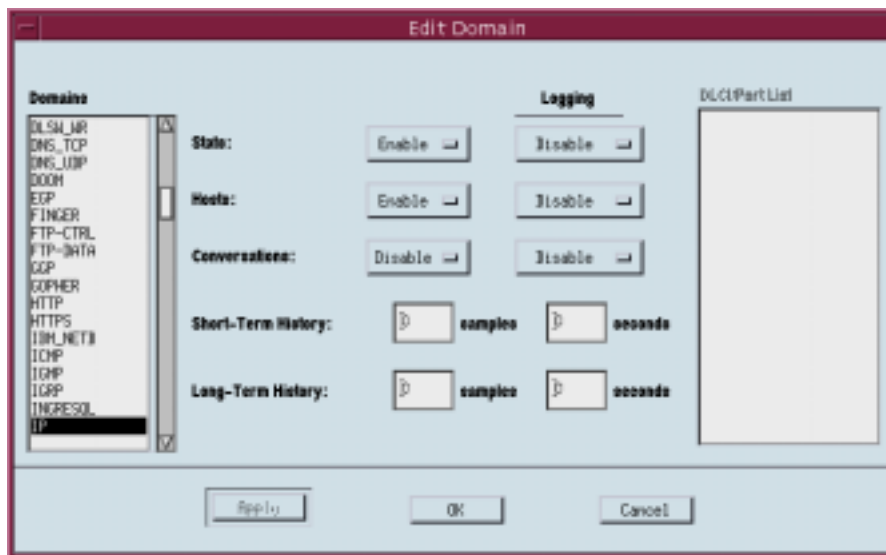 Edit Domain
Domains
Logging
DLCI/Port List
DLSW_WR
DNS_TCP
DNS_UDP
DOOM
EGP
FINGER
FTP-CTRL
FTP-DATA
GGP
GOPHER
HTTP
HTTPS
ICMP
IGMP
IGRP
INGRESQL
IP
Stats:
Enable
Disable
Hosts:
Enable
Disable
Conversations:
Disable
Disable
Short-Term History:
samples
seconds
Long-Term History:
samples
seconds
Apply
OK
Cancel